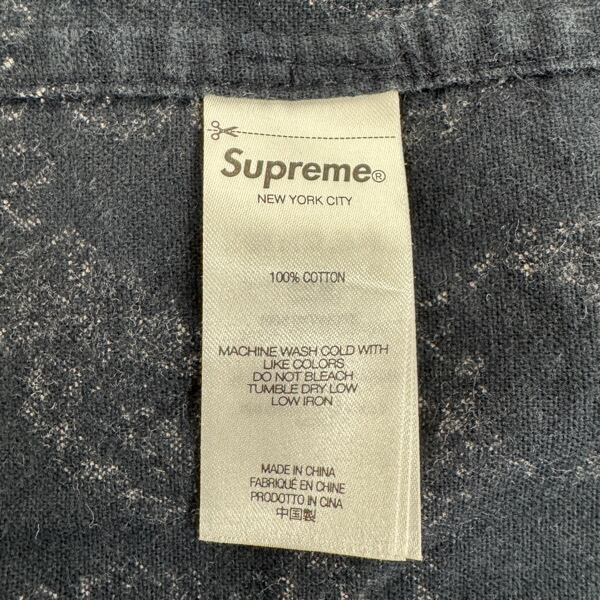 Supreme®
NEW YORK CITY
100% COTTON
MACHINE WASH COLD WITH
LIKE COLORS
DO NOT BLEACH
TUMBLE DRY LOW
LOW IRON
MADE IN CHINA
FABRIQUÉ EN CHINE
PRODOTTO IN CINA
中国製